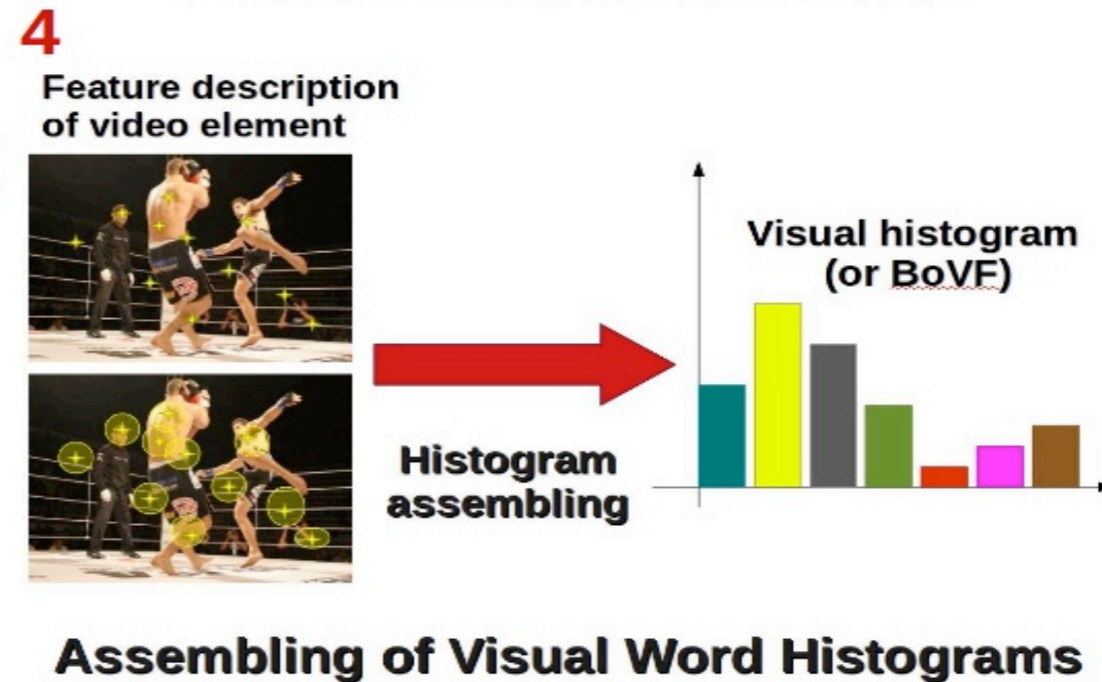 4
Feature description
of video element
Visual histogram
(or BoVF)
Histogram
assembling
Assembling of Visual Word Histograms